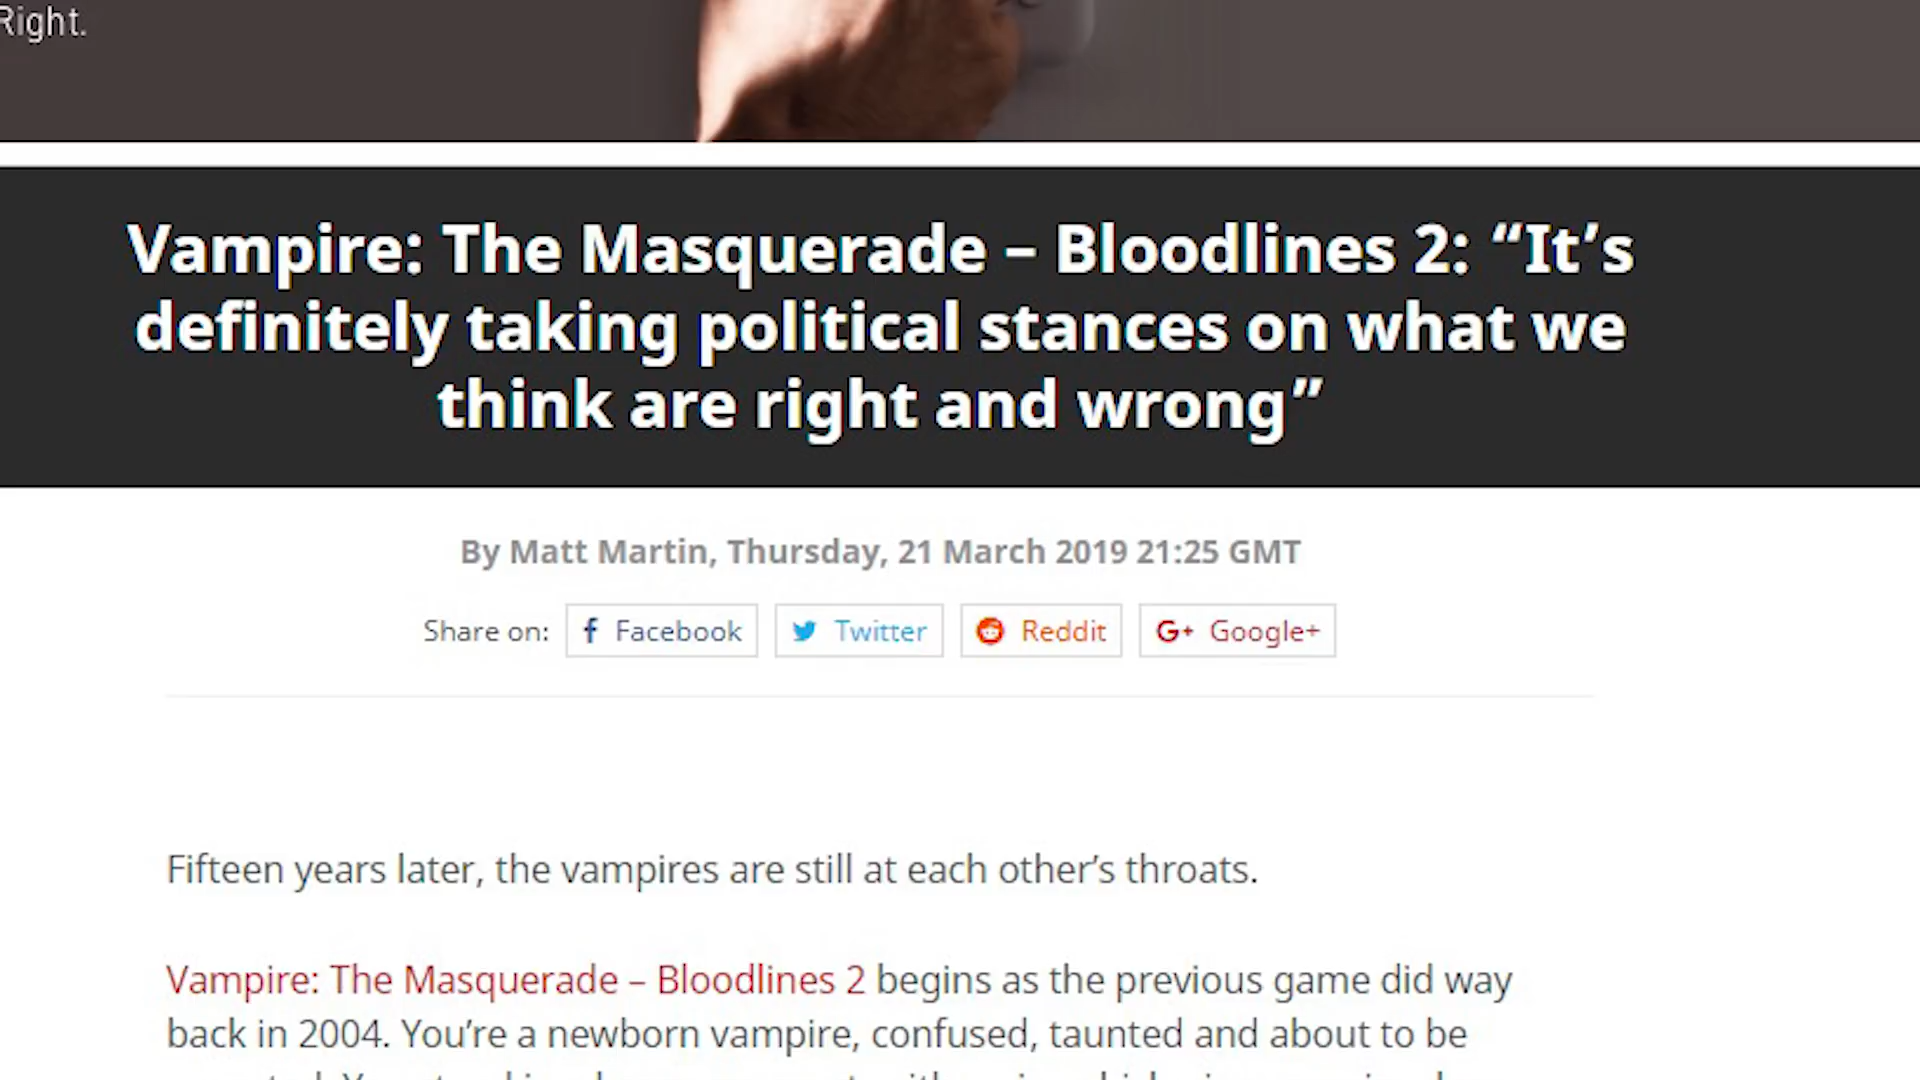 Right.
Vampire: The Masquerade – Bloodlines 2: “It’s
definitely taking political stances on what we
think are right and wrong”
By Matt Martin, Thursday, 21 March 2019 21:25 GMT
Share on: Facebook Twitter Reddit G+ Google+
Fifteen years later, the vampires are still at each other’s throats.
Vampire: The Masquerade – Bloodlines 2 begins as the previous game did way
back in 2004. You’re a newborn vampire, confused, taunted and about to be